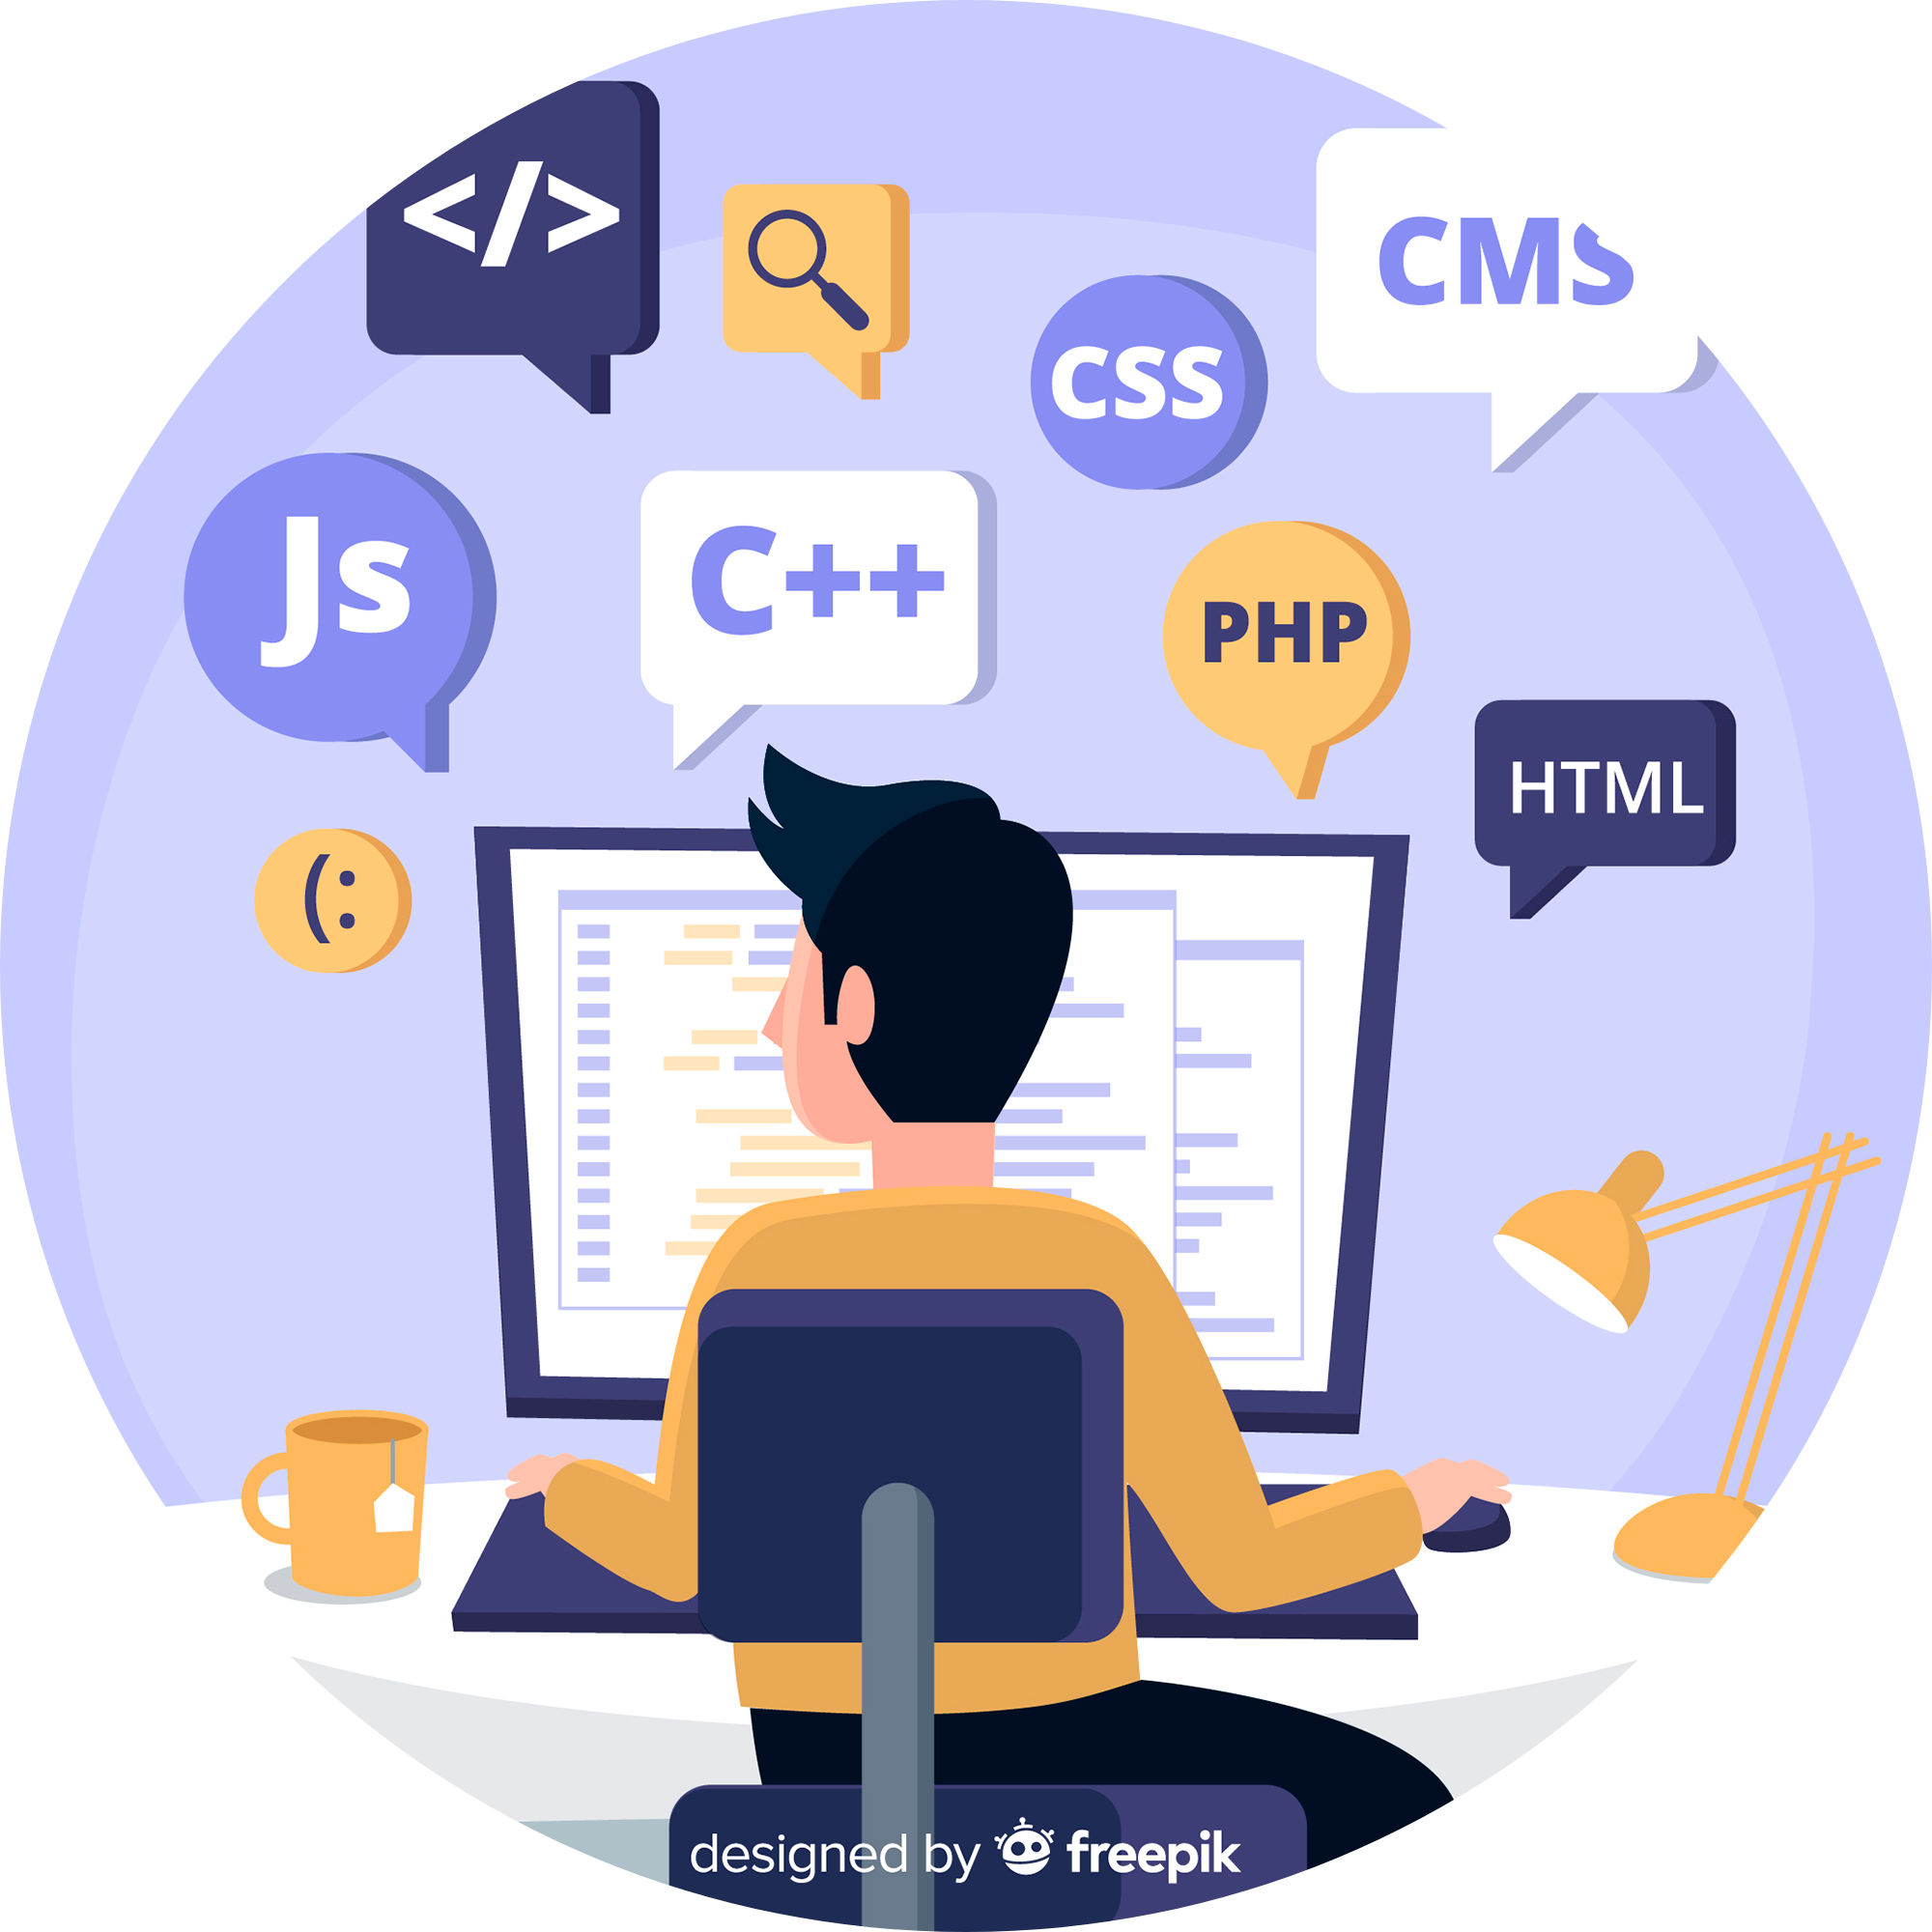 </>
CMS
CSS
Js
C++
PHP
HTML
(:
designed by freepik